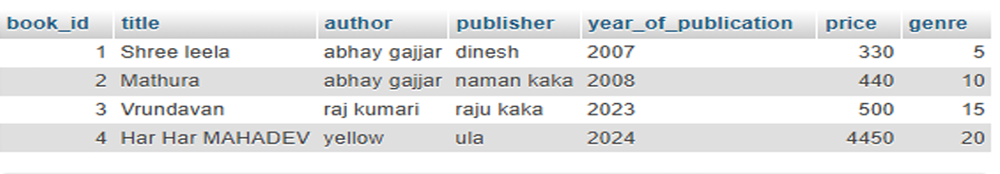 book_id title author publisher year_of_publication price genre
1 Shree leela abhay gajjar dinesh 2007 330 5
2 Mathura abhay gajjar naman kaka 2008 440 10
3 Vrundavan raj kumari raju kaka 2023 500 15
4 Har Har MAHADEV yellow ula 2024 4450 20